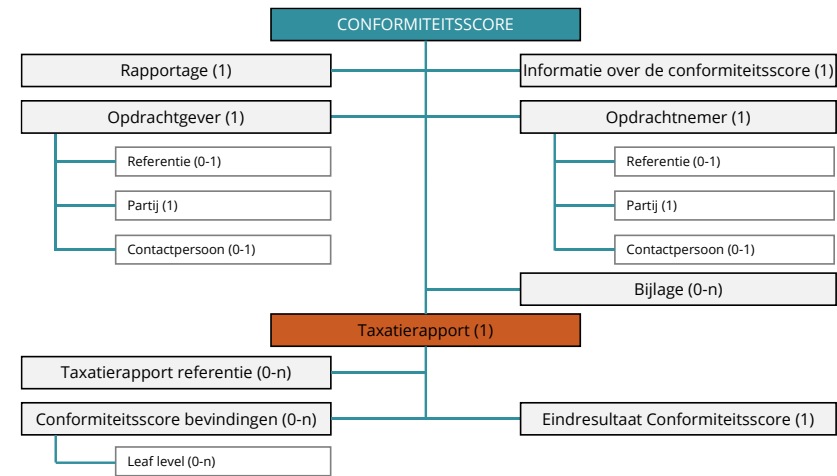 CONFORMITEITSSCORE
Rapportage (1)
Informatie over de conformiteitsscore (1)
Opdrachtgever (1)
Opdrachtnemer (1)
Referentie (0-1)
Referentie (0-1)
Partij (1)
Partij (1)
Contactpersoon (0-1)
Contactpersoon (0-1)
Bijlage (0-n)
Taxatierapport (1)
Taxatierapport referentie (0-n)
Conformiteitsscore bevindingen (0-n)
Eindresultaat Conformiteitsscore (1)
Leaf level (0-n)